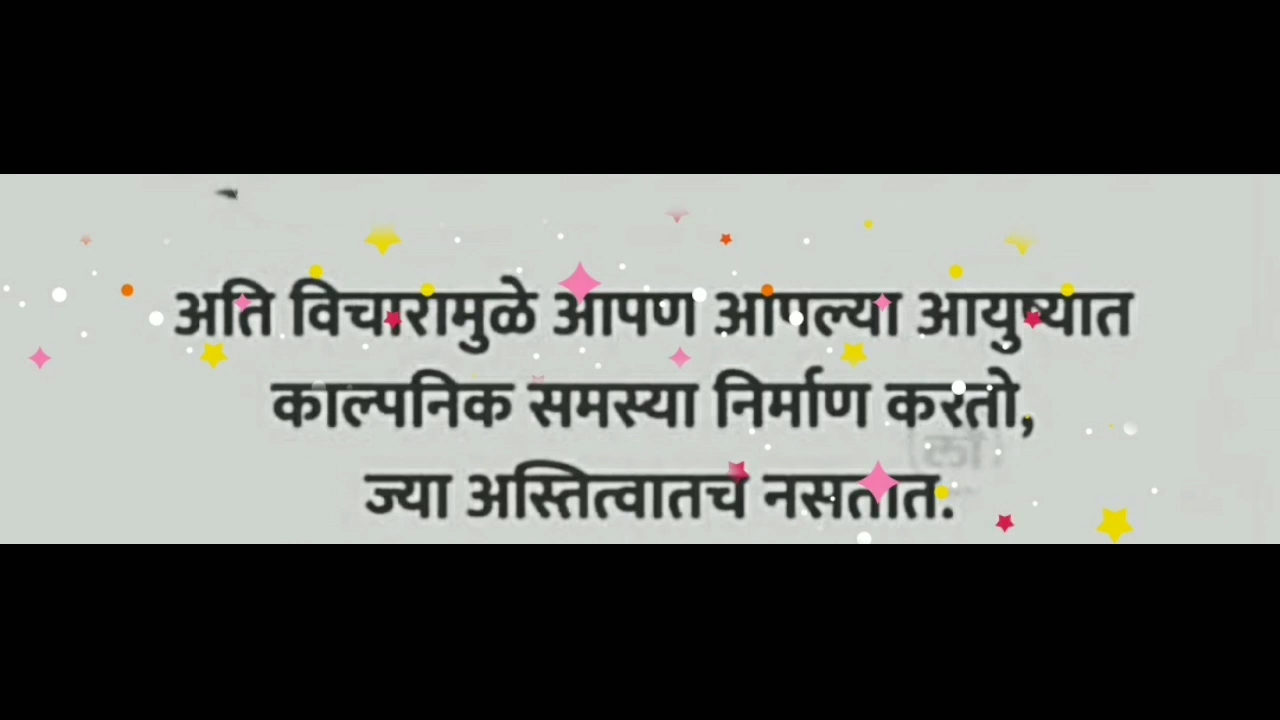 अति विचारामुळे आपण आपल्या आयुष्यात
काल्पनिक समस्या निर्माण करतो,
ज्या अस्तित्वातच नसतात.